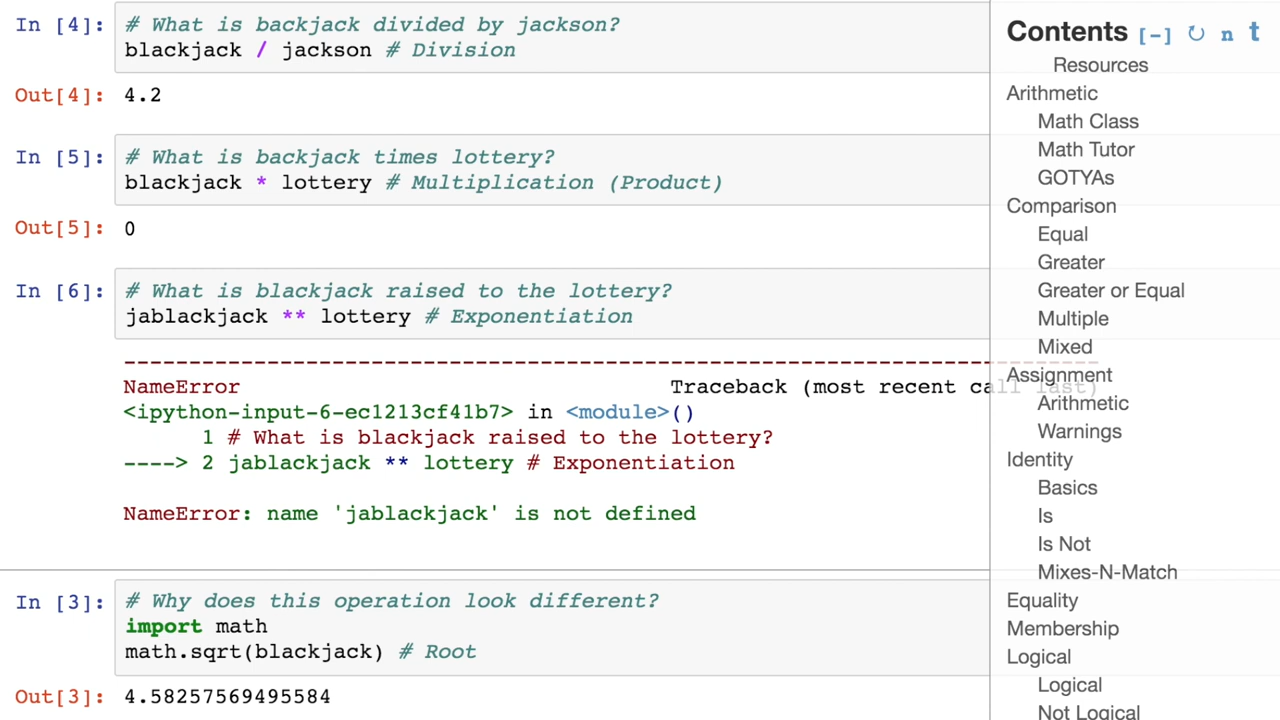 In [4]: # What is backjack divided by jackson?
blackjack / jackson # Division
Out[4]: 4.2
In [5]: # What is backjack times lottery?
blackjack * lottery # Multiplication (Product)
Out[5]: 0
In [6]: # What is blackjack raised to the lottery?
jablackjack ** lottery # Exponentiation
---------------------------------------------------------------------------
NameError                                 Traceback (most recent call last)
<ipython-input-6-ec1213cf41b7> in <module>()
      1 # What is blackjack raised to the lottery?
----> 2 jablackjack ** lottery # Exponentiation
NameError: name 'jablackjack' is not defined
In [3]: # Why does this operation look different?
import math
math.sqrt(blackjack) # Root
Out[3]: 4.58257569495584
Contents [-] ↻ n t
Resources
Arithmetic
Math Class
Math Tutor
GOTYAs
Comparison
Equal
Greater
Greater or Equal
Multiple
Mixed
Assignment
Arithmetic
Warnings
Identity
Basics
Is
Is Not
Mixes-N-Match
Equality
Membership
Logical
Logical
Not Logical